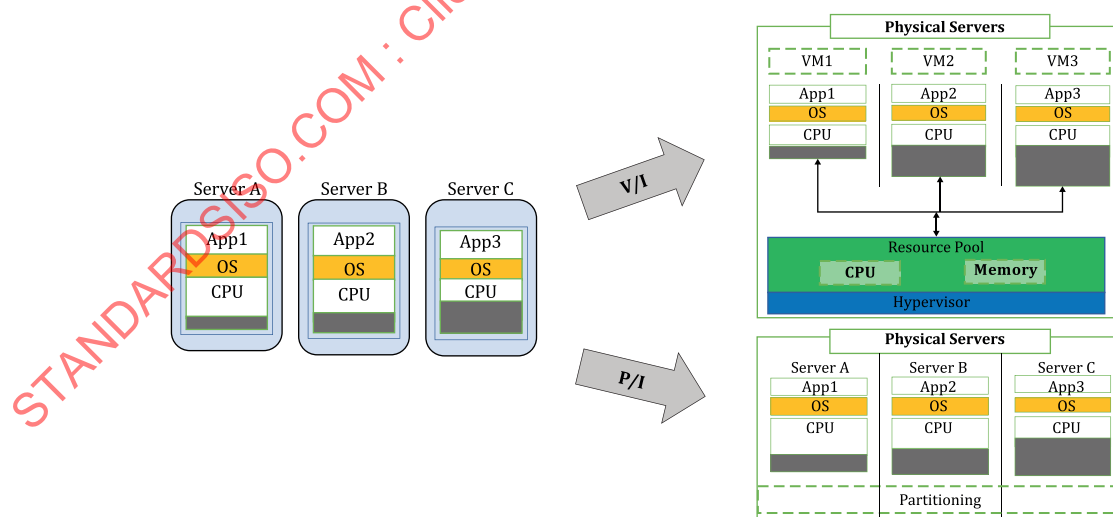 STANDARDSISO.COM : Clic
Server A
Server B
Server C
App1
OS
CPU
App2
OS
CPU
App3
OS
CPU
V/I
P/I
Physical Servers
VM1
VM2
VM3
App1
OS
CPU
App2
OS
CPU
App3
OS
CPU
Resource Pool
CPU
Memory
Hypervisor
Physical Servers
Server A
Server B
Server C
App1
OS
CPU
App2
OS
CPU
App3
OS
CPU
Partitioning